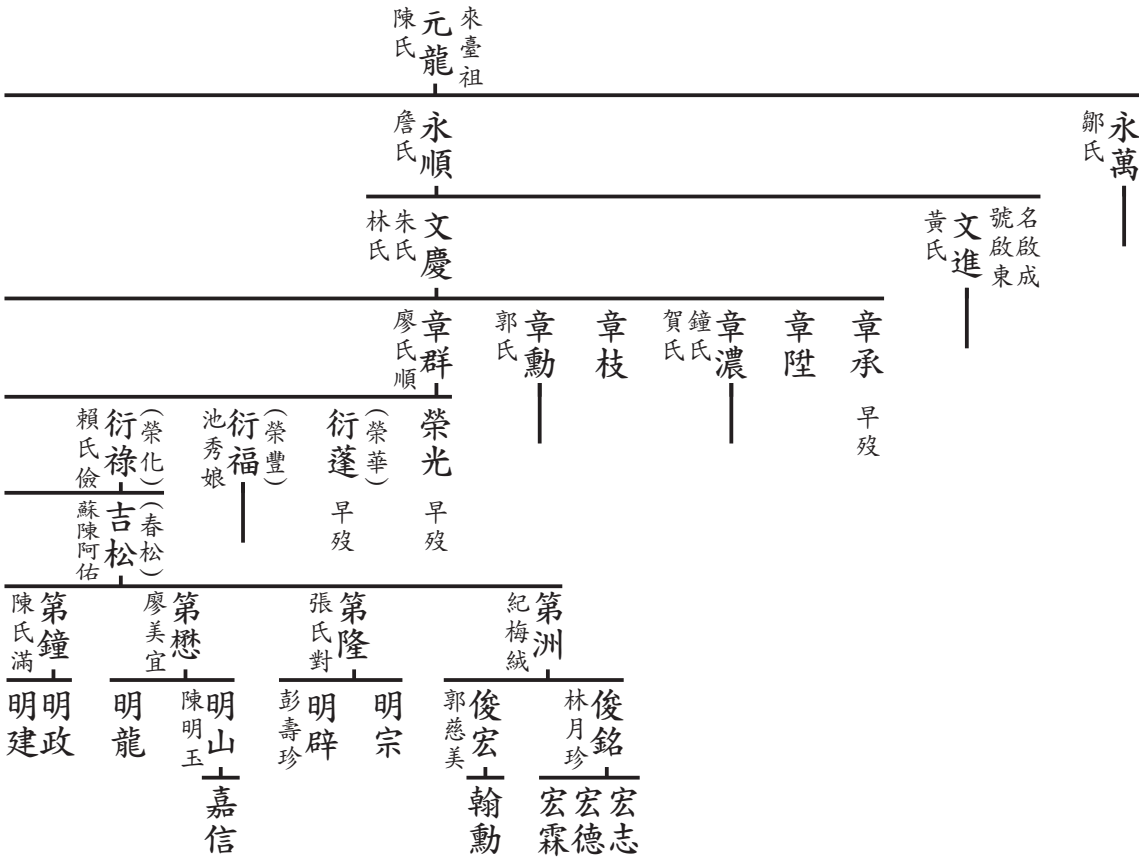 來臺祖
元龍
陳氏
永萬
鄒氏
永順
詹氏
名啟成
號啟東
文進
黃氏
文慶
朱氏
林氏
章承
早歿
章陞
章濃
鐘氏
賀氏
章枝
章勳
郭氏
章群
廖氏順
榮光
早歿
(榮華)
衍蓬
早歿
(榮豐)
衍福
池秀娘
(榮化)
衍祿
賴氏儉
(春松)
吉松
蘇陳阿佑
第洲
紀梅絨
第隆
張氏對
第懋
廖美宜
第鐘
陳氏滿
俊銘
林月珍
俊宏
郭慈美
明宗
明辟
彭壽珍
明山
陳明玉
明龍
明政
明建
宏志
宏德
宏霖
翰勳
嘉信